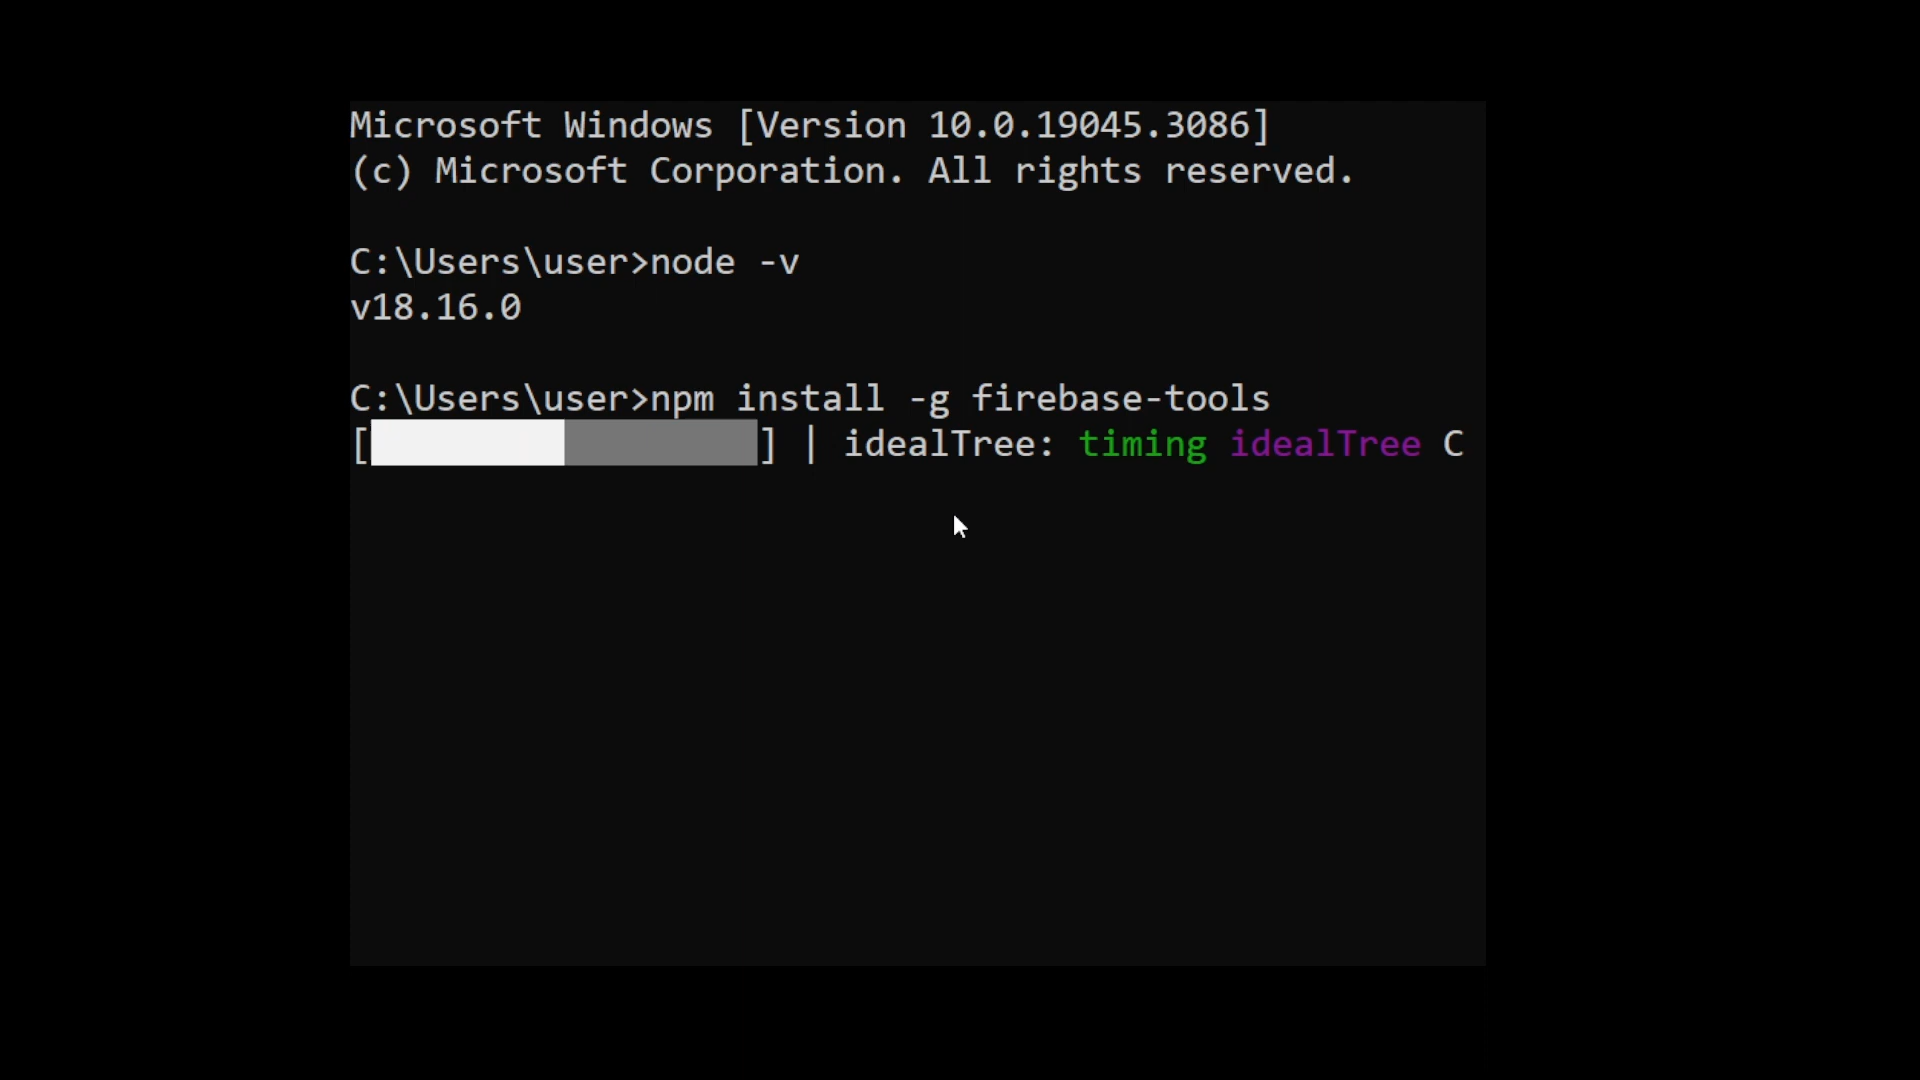 Microsoft Windows [Version 10.0.19045.3086]
(c) Microsoft Corporation. All rights reserved.
C:\Users\user>node -v
v18.16.0
C:\Users\user>npm install -g firebase-tools
[] | idealTree: timing idealTree C